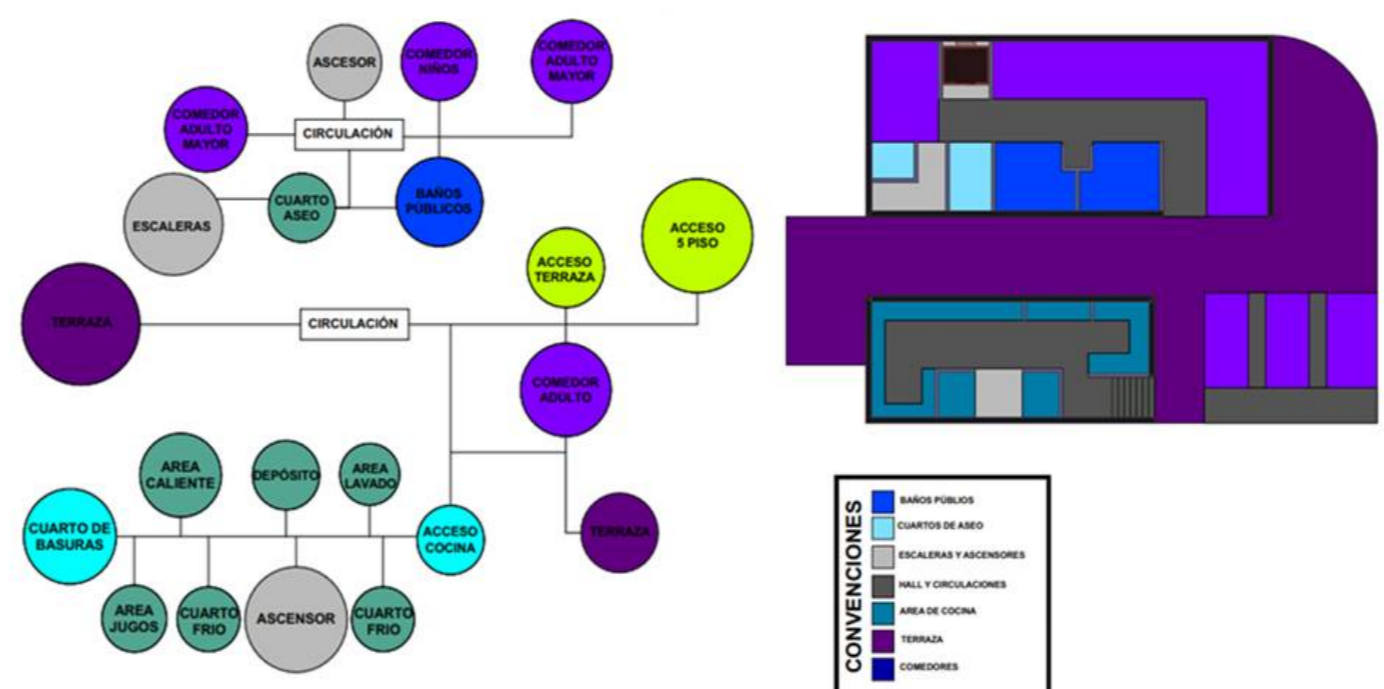 ASCESOR
COMEDOR
NIÑOS
COMEDOR
ADULTO
MAYOR
COMEDOR
ADULTO
MAYOR
CIRCULACIÓN
ESCALERAS
CUARTO
ASEO
BAÑOS
PÚBLICOS
ACCESO
5 PISO
ACCESO
TERRAZA
TERRAZA
CIRCULACIÓN
COMEDOR
ADULTO
AREA
CALIENTE
DEPÓSITO
AREA
LAVADO
CUARTO DE
BASURAS
ACCESO
COCINA
TERRAZA
AREA
JUGOS
CUARTO
FRIO
ASCENSOR
CUARTO
FRIO
CONVENCIONES
BAÑOS PÚBLIOS
CUARTOS DE ASEO
ESCALERAS Y ASCENSORES
HALL Y CIRCULACIONES
AREA DE COCINA
TERRAZA
COMEDORES